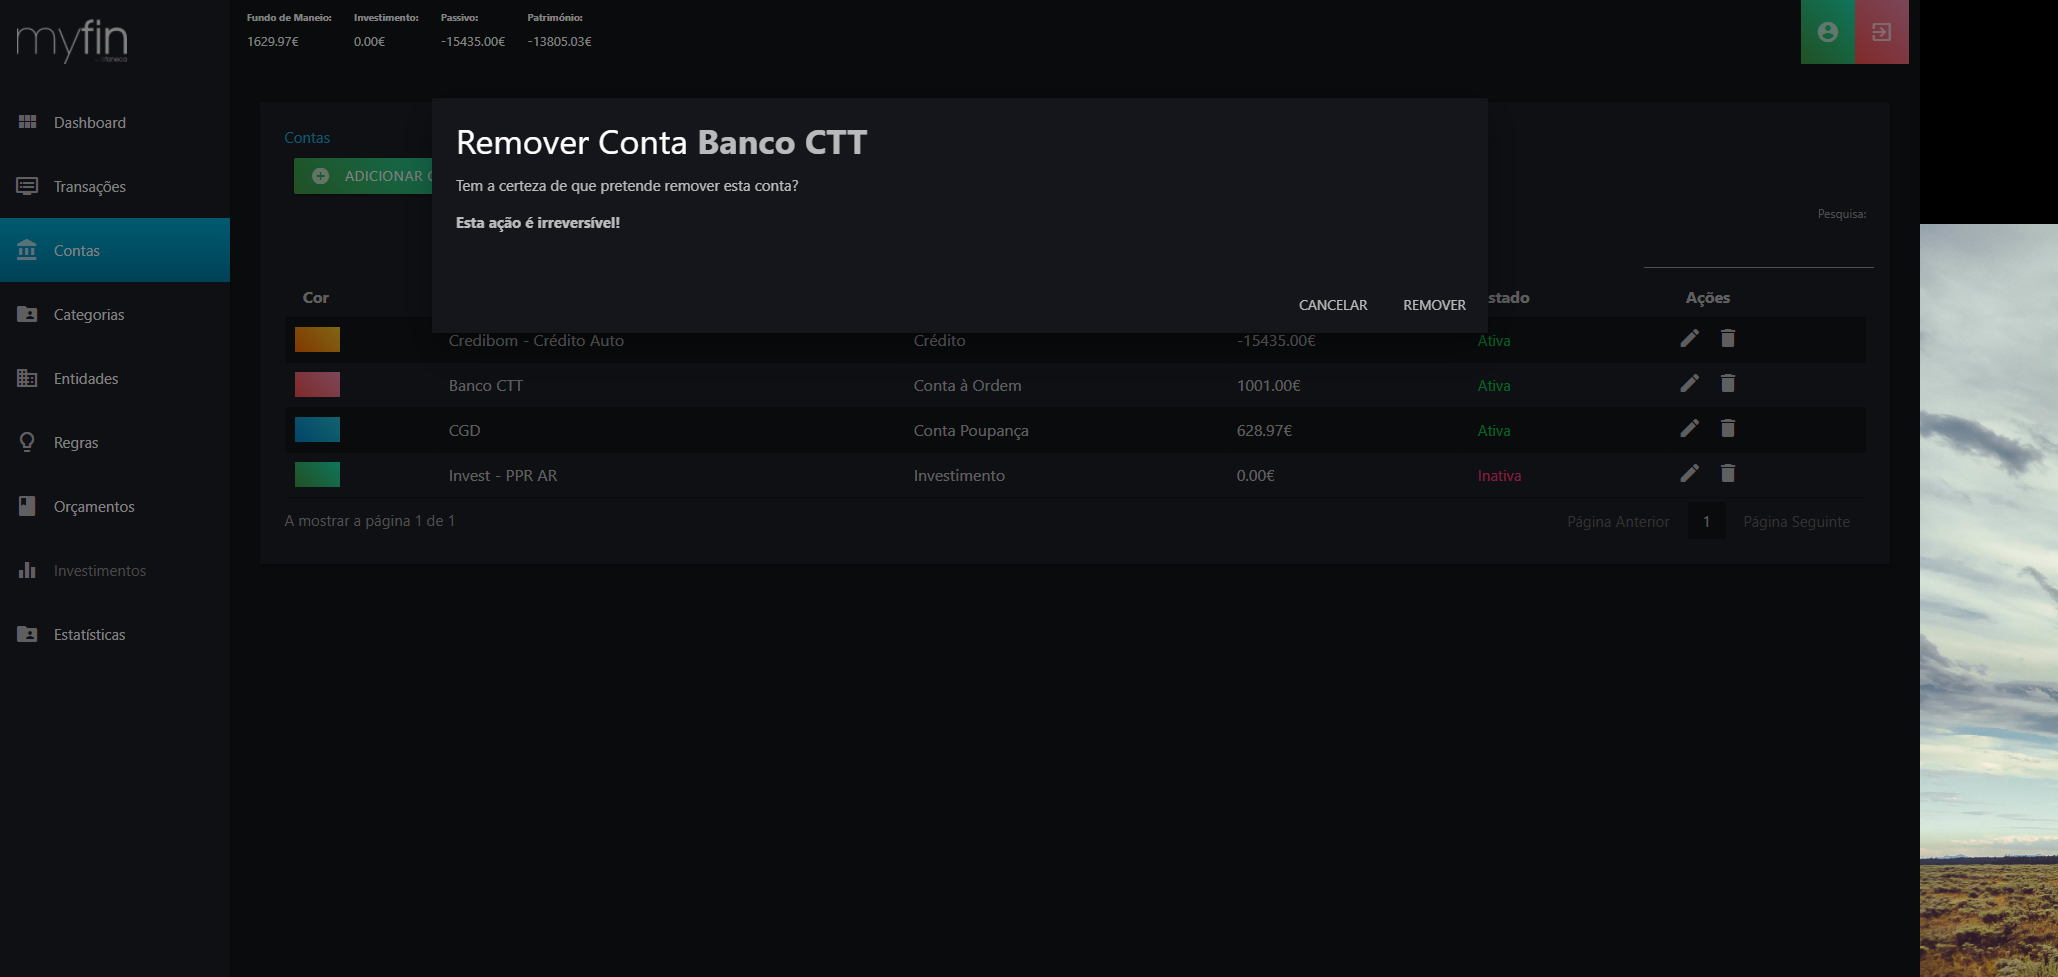 myfin
Fundo de Maneio:
1629.97€
Investimento:
0.00€
Passivo:
-15435.00€
Património:
-13805.03€
Dashboard
Transações
Contas
Categorias
Entidades
Regras
Orçamentos
Investimentos
Estatísticas
Contas
ADICIONAR
Remover Conta Banco CTT
Tem a certeza de que pretende remover esta conta?
Esta ação é irreversível!
CANCELAR REMOVER
Pesquisa:
Cor stado Ações
Credibom - Crédito Auto Crédito -15435.00€ Ativa
Banco CTT Conta à Ordem 1001.00€ Ativa
CGD Conta Poupança 628.97€ Ativa
Invest - PPR AR Investimento 0.00€ Inativa
A mostrar a página 1 de 1
Página Anterior 1 Página Seguinte